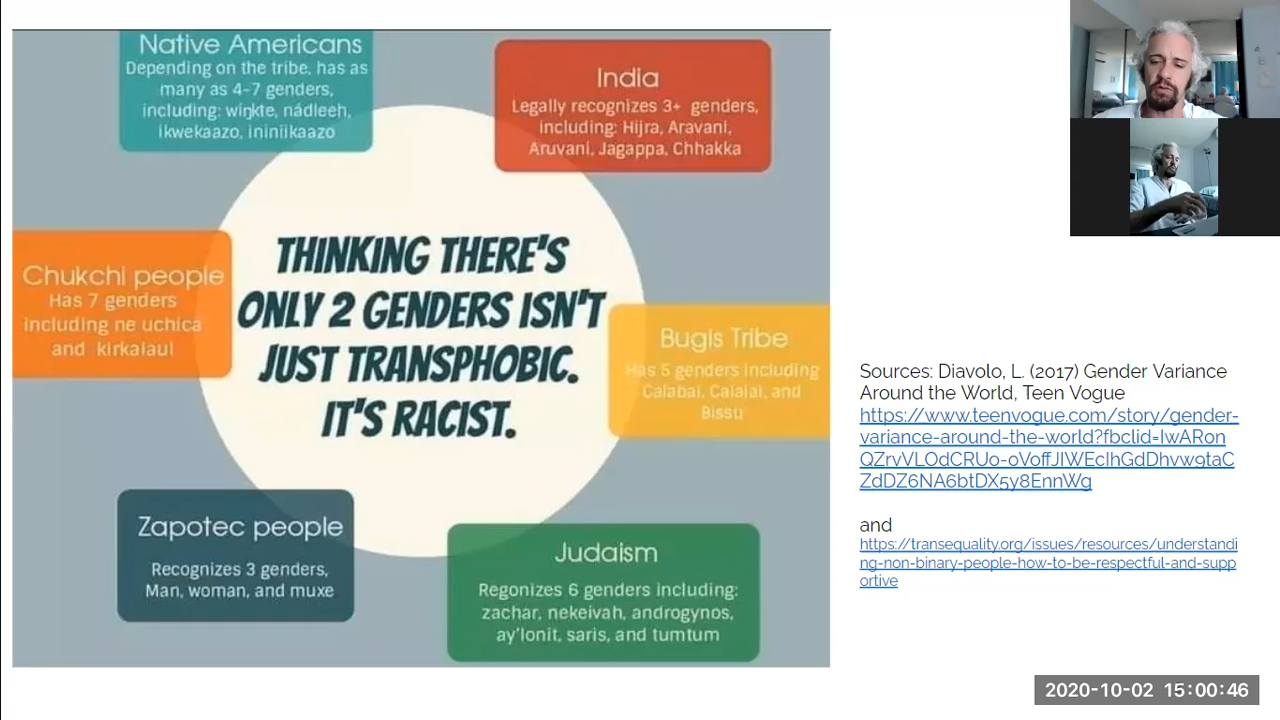 Native Americans
Depending on the tribe, has as
many as 4-7 genders,
including: wiŋkte, nádleeh,
ikwekaazo, ininiikaazo
India
Legally recognizes 3+ genders,
including: Hijra, Aravani,
Aruvani, Jagappa, Chhakka
Chukchi people
Has 7 genders
including ne uchica
and kirkalaul
THINKING THERE'S
ONLY 2 GENDERS ISN'T
JUST TRANSPHOBIC.
IT'S RACIST.
Bugis Tribe
Has 5 genders including
Calabai, Calalai, and
Bissu
Zapotec people
Recognizes 3 genders,
Man, woman, and muxe
Judaism
Regonizes 6 genders including:
zachar, nekeivah, androgynos,
ay'lonit, saris, and tumtum
Sources: Diavolo, L. (2017) Gender Variance
Around the World, Teen Vogue
https://www.teenvogue.com/story/gender-
variance-around-the-world?fbclid=IwAR0n
QZrvVLOdCRUo-oVoffJIWEcIhGdDhvw9taC
ZdDZ6NA6btDX5y8EnnWg
and
https://transequality.org/issues/resources/understandi
ng-non-binary-people-how-to-be-respectful-and-supp
ortive
2020-10-02 15:00:46